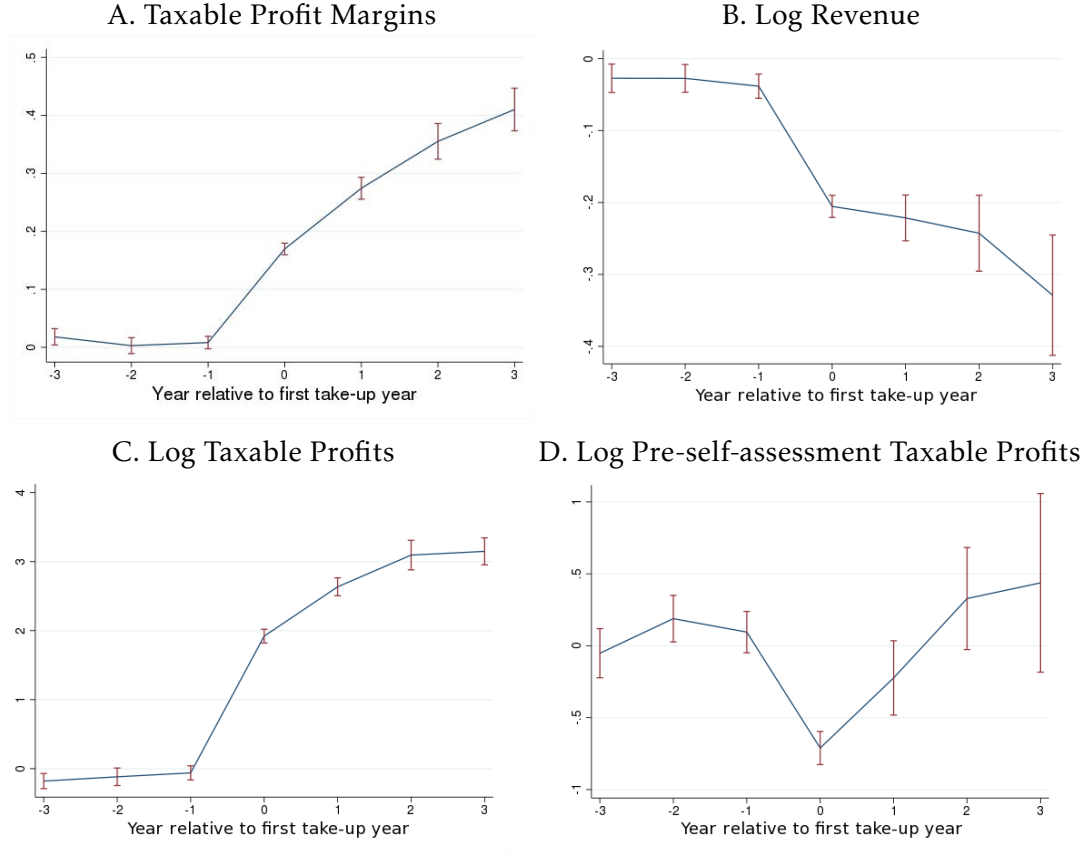 A. Taxable Profit Margins
.5
.4
.3
.2
.1
0
-3 -2 -1 0 1 2 3
Year relative to first take-up year
B. Log Revenue
0
-.1
-.2
-.3
-.4
-3 -2 -1 0 1 2 3
Year relative to first take-up year
C. Log Taxable Profits
4
3
2
1
0
-3 -2 -1 0 1 2 3
Year relative to first take-up year
D. Log Pre-self-assessment Taxable Profits
1
.5
0
-.5
-1
-3 -2 -1 0 1 2 3
Year relative to first take-up year